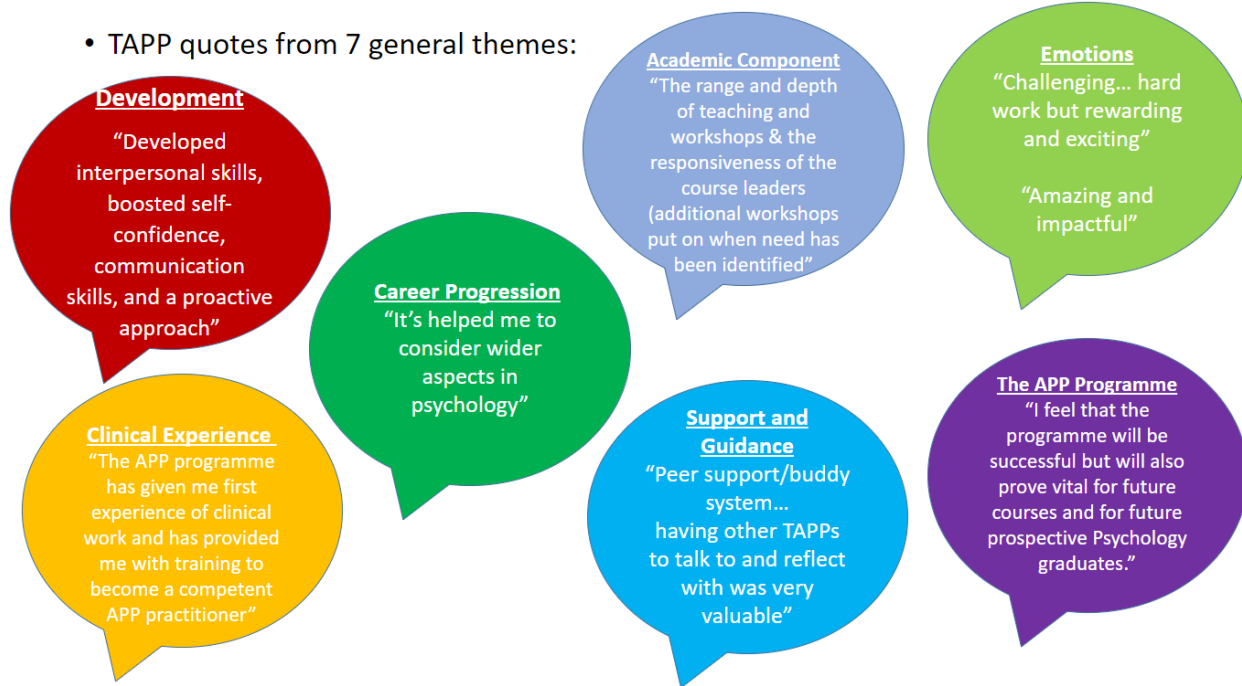 • TAPP quotes from 7 general themes:
Development
“Developed
interpersonal skills,
boosted self-
confidence,
communication
skills, and a proactive
approach”
Career Progression
“It’s helped me to
consider wider
aspects in
psychology”
Academic Component
“The range and depth
of teaching and
workshops & the
responsiveness of the
course leaders
(additional workshops
put on when need has
been identified”
Emotions
“Challenging… hard
work but rewarding
and exciting”
“Amazing and
impactful”
Clinical Experience
“The APP programme
has given me first
experience of clinical
work and has provided
me with training to
become a competent
APP practitioner”
Support and
Guidance
“Peer support/buddy
system…
having other TAPPs
to talk to and reflect
with was very
valuable”
The APP Programme
“I feel that the
programme will be
successful but will also
prove vital for future
courses and for future
prospective Psychology
graduates.”